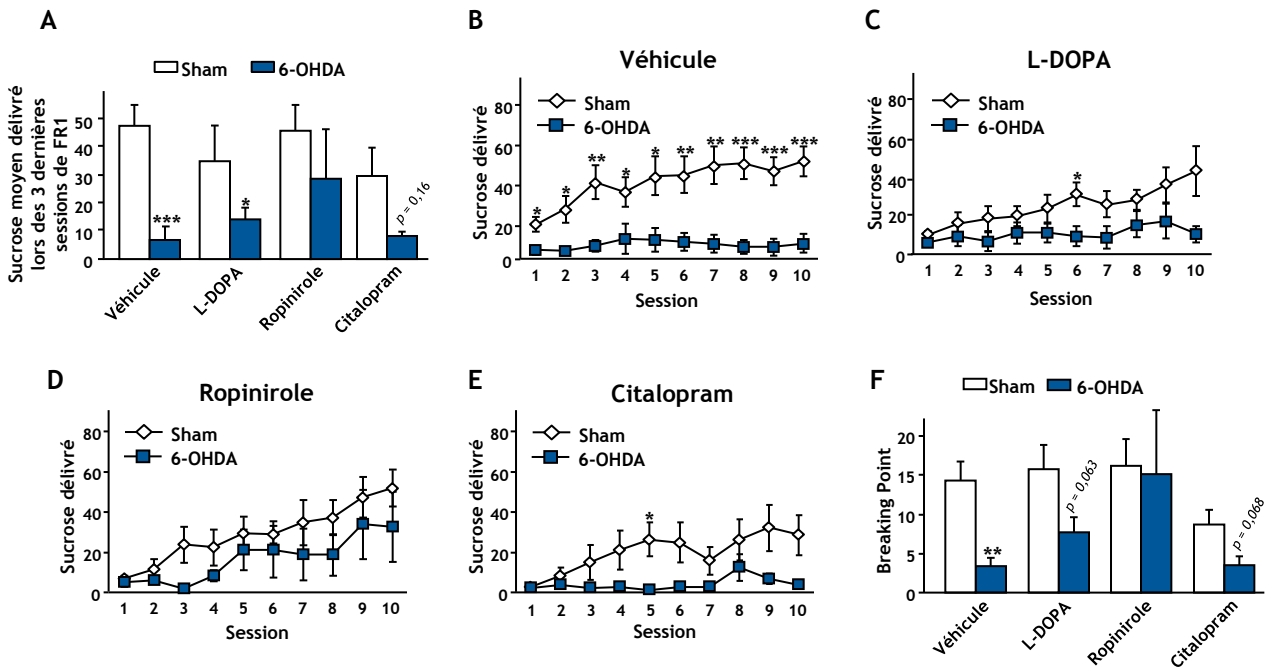 A
Sham 6-OHDA
Sucrose moyen délivré
lors des 3 dernières
sessions de FR1
50
40
30
20
10
0
***
*
p = 0,16
Véhicule
L-DOPA
Ropinirole
Citalopram
B
Véhicule
Sham
6-OHDA
Sucrose délivré
80
60
40
20
0
* * ** * * ** ** *** *** ***
1 2 3 4 5 6 7 8 9 10
Session
C
L-DOPA
Sham
6-OHDA
Sucrose délivré
80
60
40
20
0
*
1 2 3 4 5 6 7 8 9 10
Session
D
Ropinirole
Sham
6-OHDA
Sucrose délivré
80
60
40
20
0
1 2 3 4 5 6 7 8 9 10
Session
E
Citalopram
Sham
6-OHDA
Sucrose délivré
80
60
40
20
0
*
1 2 3 4 5 6 7 8 9 10
Session
F
Sham 6-OHDA
Breaking Point
20
15
10
5
0
**
p = 0,063
p = 0,068
Véhicule
L-DOPA
Ropinirole
Citalopram